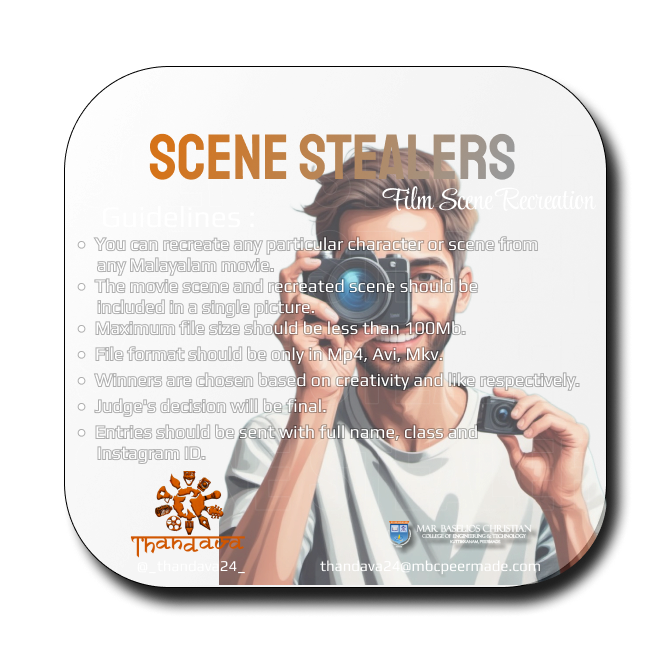 SCENE STEALERS
Film Scene Recreation
Guidelines :
You can recreate any particular character or scene from
any Malayalam movie.
The movie scene and recreated scene should be
included in a single picture.
Maximum file size should be less than 100Mb.
File format should be only in Mp4, Avi, Mkv.
Winners are chosen based on creativity and like respectively.
Judge's decision will be final.
Entries should be sent with full name, class and
Instagram ID.
Thandava
MAR BASELIOS CHRISTIAN
COLLEGE OF ENGINEERING & TECHNOLOGY
KUTTIKKANAM, PEERMADE
@_thandava24_
thandava24@mbcpeermade.com